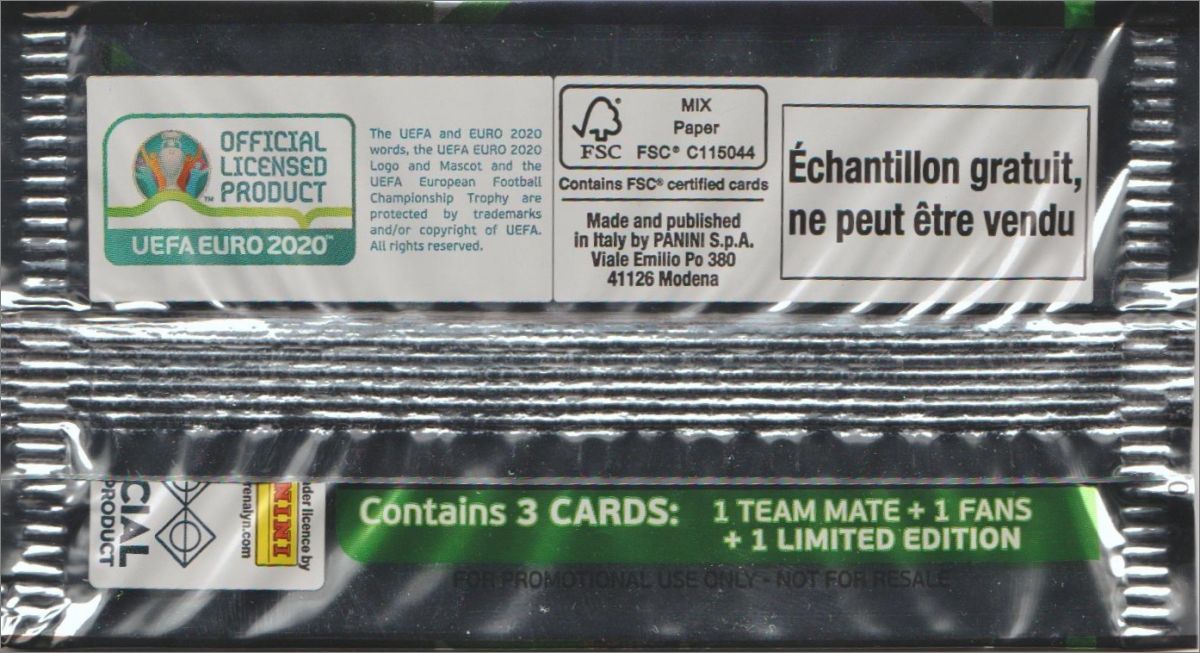 OFFICIAL
LICENSED
PRODUCT
™
UEFA EURO 2020™
The UEFA and EURO 2020
words, the UEFA EURO 2020
Logo and Mascot and the
UEFA European Football
Championship Trophy are
protected by trademarks
and/or copyright of UEFA.
All rights reserved.
FSC®
MIX
Paper
FSC® C115044
Contains FSC® certified cards
Made and published
in Italy by PANINI S.p.A.
Viale Emilio Po 380
41126 Modena
Échantillon gratuit,
ne peut être vendu
CIAL
PRODUCT
renalyn.com
NINI
der licence by
Contains 3 CARDS:
1 TEAM MATE + 1 FANS
+ 1 LIMITED EDITION
FOR PROMOTIONAL USE ONLY - NOT FOR RESALE